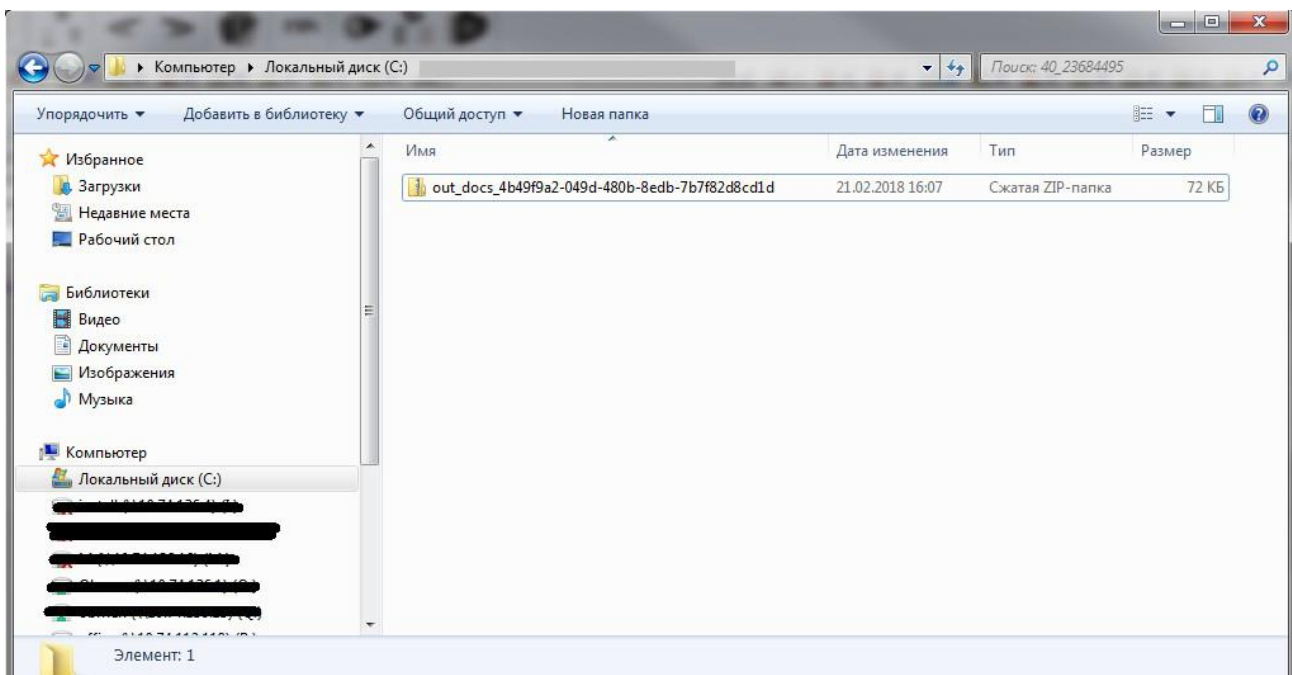 Компьютер ▸ Локальный диск (C:)
Поиск: 40_23684495
Упорядочить Добавить в библиотеку Общий доступ Новая папка
Избранное
Загрузки
Недавние места
Рабочий стол
Библиотеки
Видео
Документы
Изображения
Музыка
Компьютер
Локальный диск (C:)
Имя Дата изменения Тип Размер
out_docs_4b49f9a2-049d-480b-8edb-7b7f82d8cd1d 21.02.2018 16:07 Сжатая ZIP-папка 72 КБ
Элемент: 1